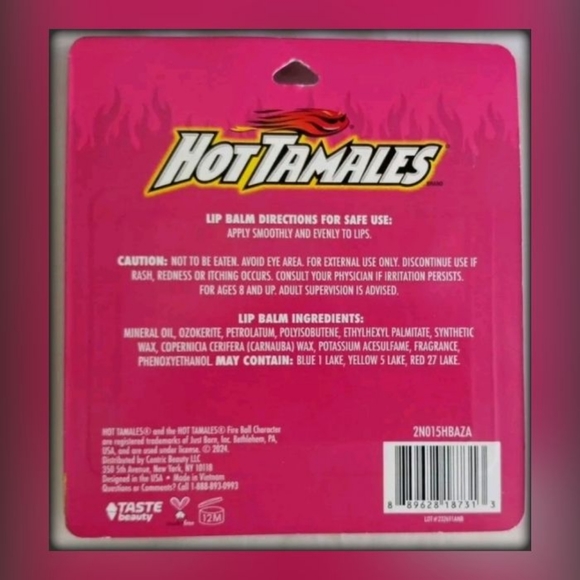 HOT TAMALES
LIP BALM DIRECTIONS FOR SAFE USE:
APPLY SMOOTHLY AND EVENLY TO LIPS.
CAUTION: NOT TO BE EATEN. AVOID EYE AREA. FOR EXTERNAL USE ONLY. DISCONTINUE USE IF
RASH, REDNESS OR ITCHING OCCURS. CONSULT YOUR PHYSICIAN IF IRRITATION PERSISTS.
FOR AGES 8 AND UP. ADULT SUPERVISION IS ADVISED.
LIP BALM INGREDIENTS:
MINERAL OIL, OZOKERITE, PETROLATUM, POLYISOBUTENE, ETHYLHEXYL PALMITATE, SYNTHETIC
WAX, COPERNICIA CERIFERA (CARNAUBA) WAX, POTASSIUM ACESULFAME, FRAGRANCE,
PHENOXYETHANOL. MAY CONTAIN: BLUE 1 LAKE, YELLOW 5 LAKE, RED 27 LAKE.
HOT TAMALES® and the HOT TAMALES® Fire Ball Character
are registered trademarks of Just Born, Inc. Bethlehem, PA,
USA, and are used under license. © 2024.
Distributed by Centric Beauty LLC
350 5th Avenue, New York, NY 10118
Designed in the USA • Made in Vietnam
Questions or Comments? Call 1-888-893-0993
TASTE
beauty
12M
2N015HBAZA
8 89628 18731 3